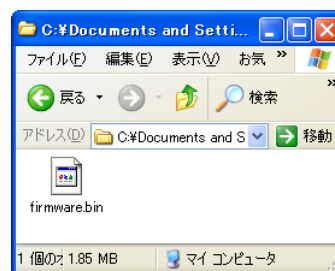 C:¥Documents and Setti...
ファイル(F) 編集(E) 表示(V) お気 »
戻る 検索 »
アドレス(D) C:¥Documents and S 移動
firmware.bin
1 個の 1.85 MB マイ コンピュータ